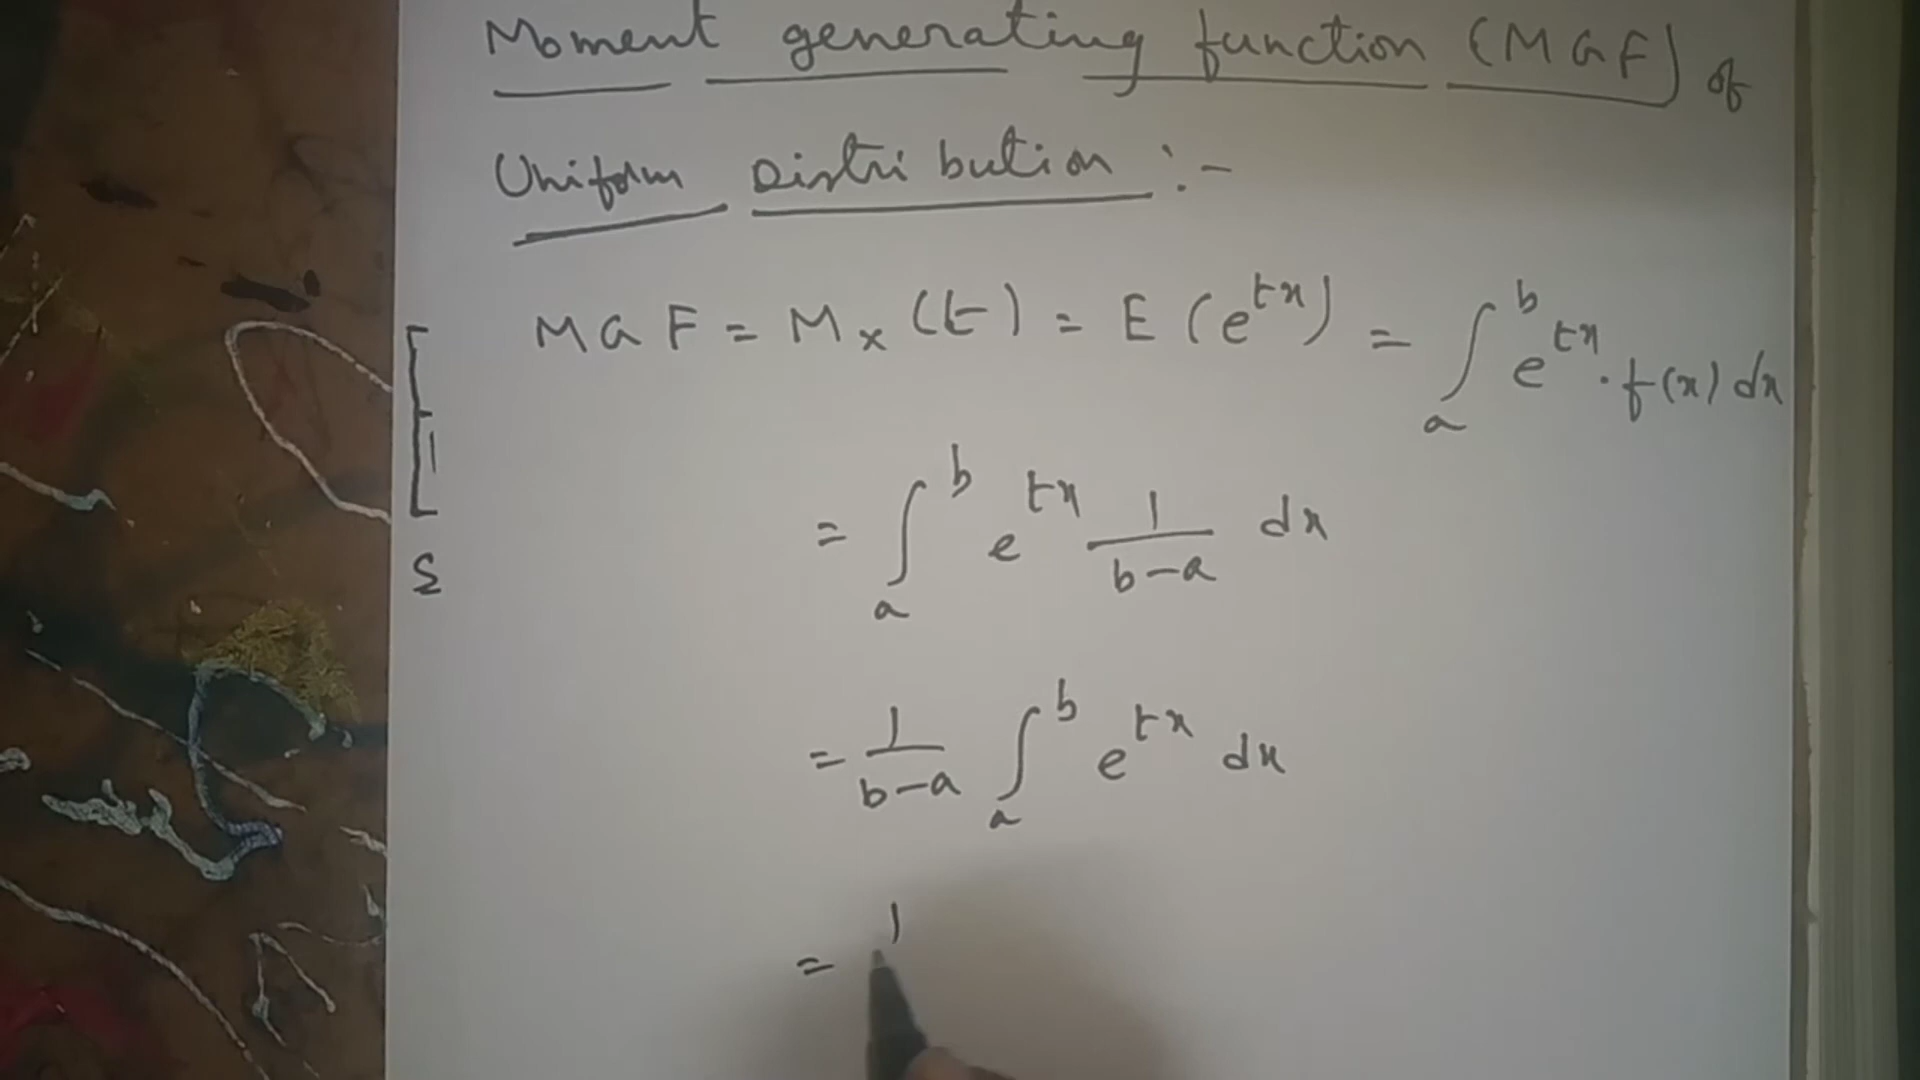 Moment generating function (MGF) of
Uniform Distribution :-
MGF = Mx (t) = E (e^tx) = ∫_a^b e^tx . f(x) dx
= ∫_a^b e^tx 1/(b-a) dx
= 1/(b-a) ∫_a^b e^tx dx
= 1